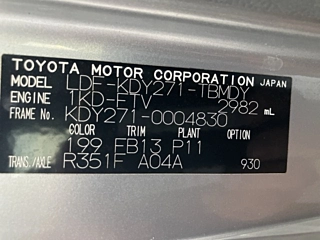 TOYOTA MOTOR CORPORATION JAPAN
MODEL LDF-KDY271-TBMDY
ENGINE 1KD-FTV 2982 mL
FRAME No. KDY271-0004830
COLOR TRIM PLANT OPTION
199 FB13 P11
TRANS./AXLE R351F A04A 930